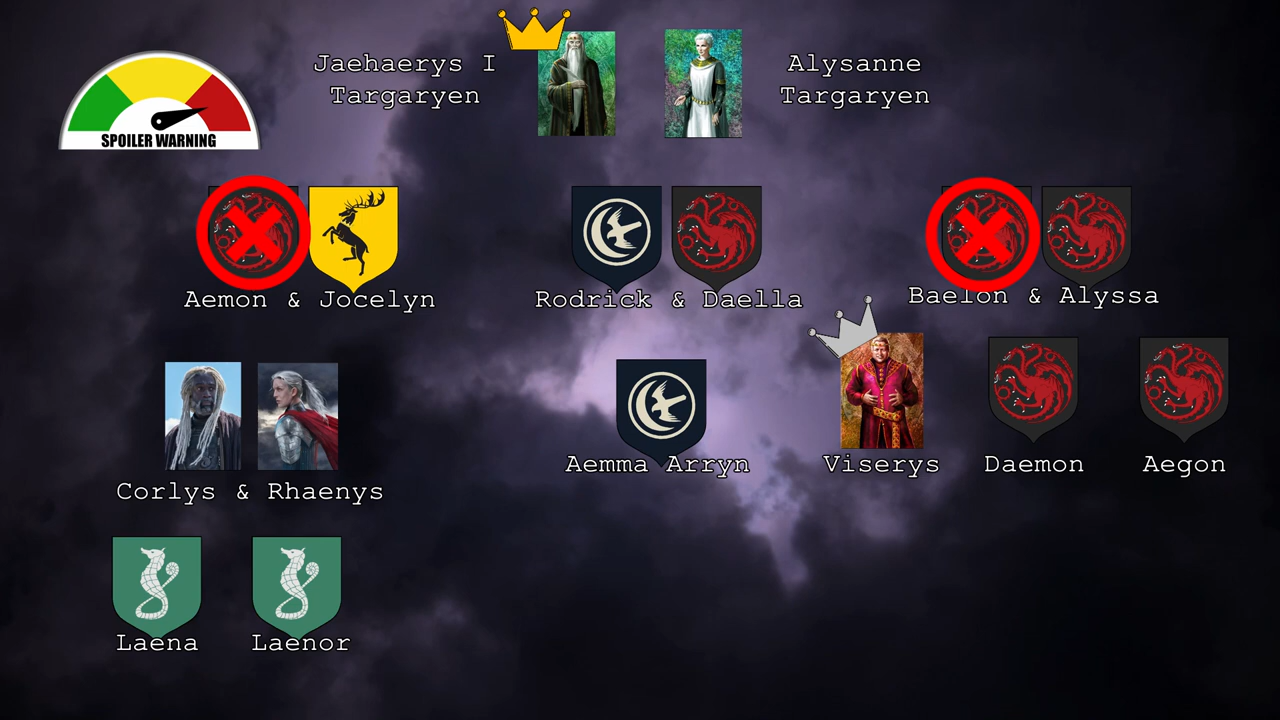 Jaehaerys I
Targaryen
Alysanne
Targaryen
SPOILER WARNING
Aemon & Jocelyn
Rodrick & Daella
Baelon & Alyssa
Corlys & Rhaenys
Aemma Arryn
Viserys
Daemon
Aegon
Laena
Laenor